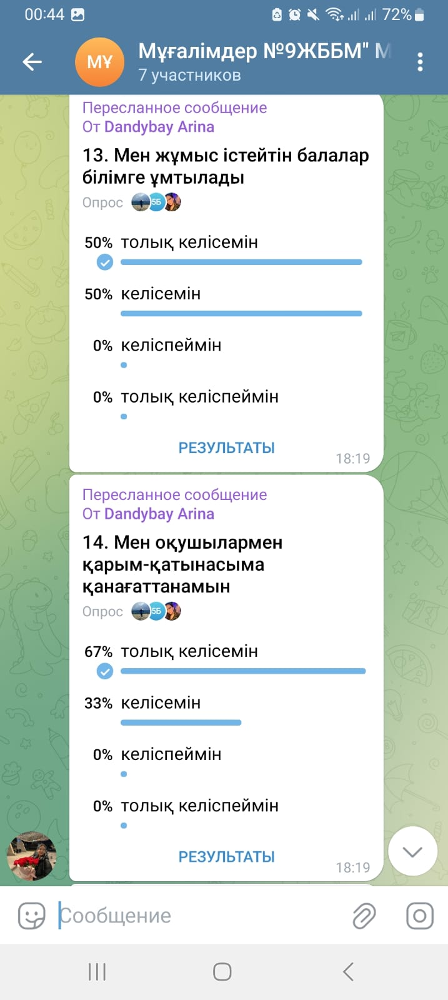 00:44
72%
МҰ
Мұғалімдер №9ЖББМ" М
7 участников
Пересланное сообщение
От Dandybay Arina
13. Мен жұмыс істейтін балалар
білімге ұмтылады
Опрос 5Б
50% толық келісемін
50% келісемін
0% келіспеймін
0% толық келіспеймін
РЕЗУЛЬТАТЫ
18:19
Пересланное сообщение
От Dandybay Arina
14. Мен оқушылармен
қарым-қатынасыма
қанағаттанамын
Опрос 5Б
67% толық келісемін
33% келісемін
0% келіспеймін
0% толық келіспеймін
РЕЗУЛЬТАТЫ
18:19
Сообщение